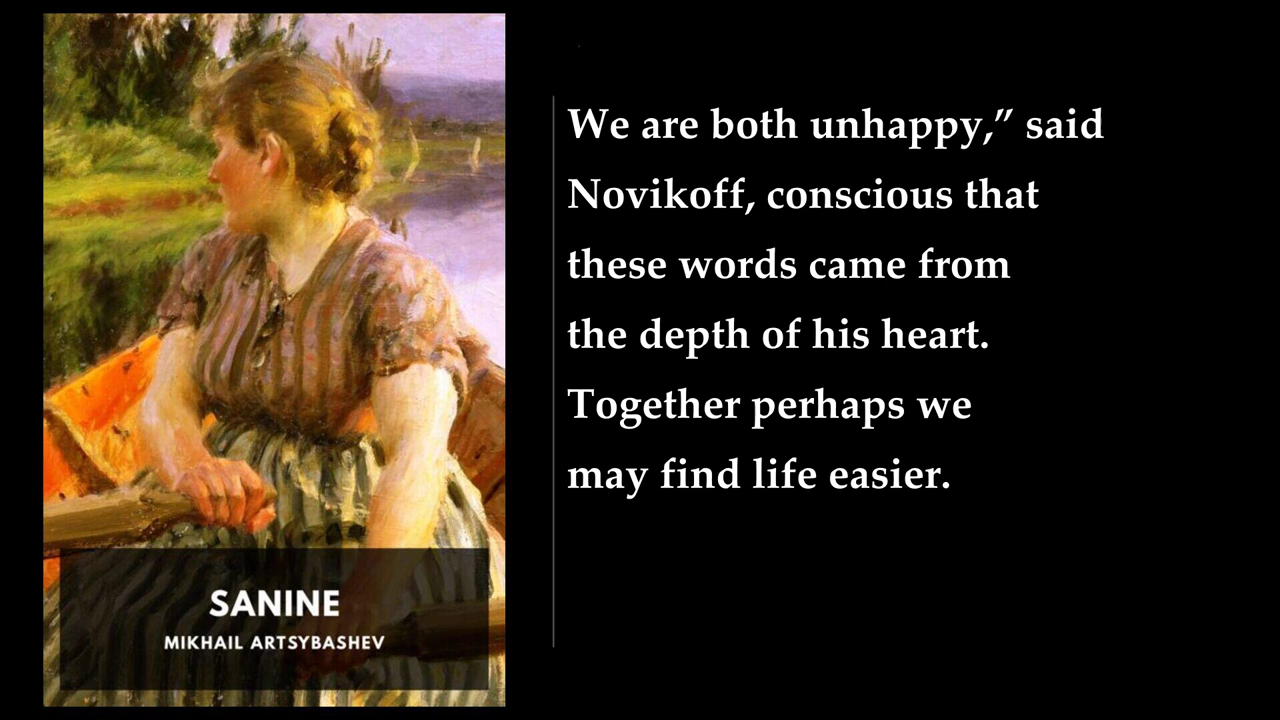 We are both unhappy,” said
Novikoff, conscious that
these words came from
the depth of his heart.
Together perhaps we
may find life easier.
SANINE
MIKHAIL ARTSYBASHEV